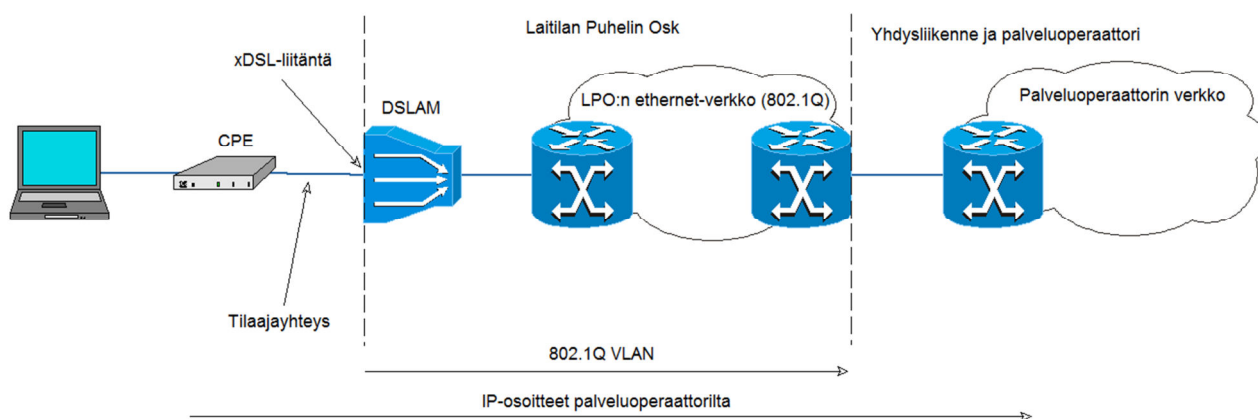 Laitilan Puhelin Osk
Yhdysliikenne ja palveluoperaattori
xDSL-liitäntä
DSLAM
LPO:n ethernet-verkko (802.1Q)
Palveluoperaattorin verkko
CPE
Tilaajayhteys
802.1Q VLAN
IP-osoitteet palveluoperaattorilta